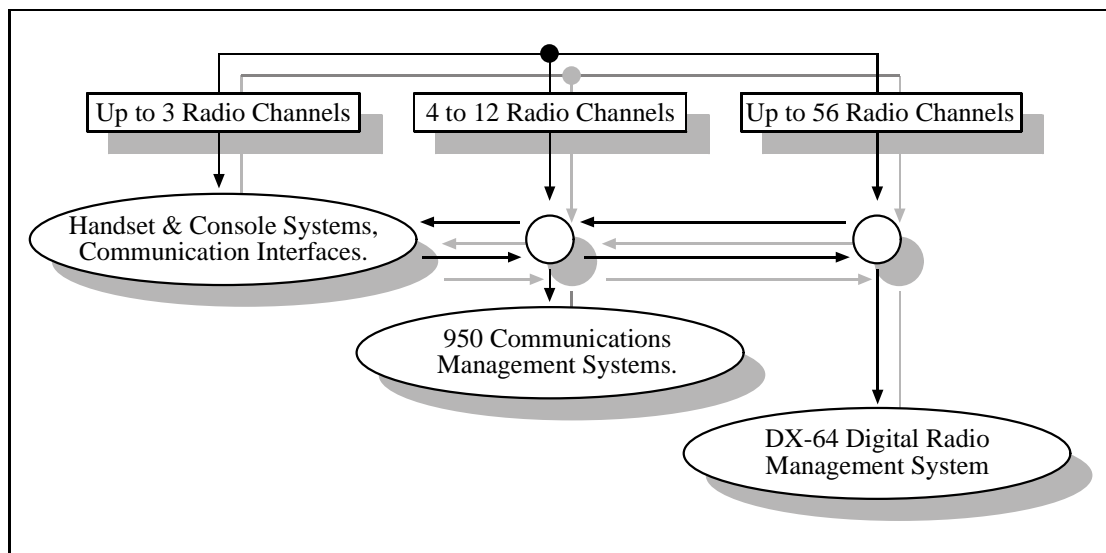 Up to 3 Radio Channels
4 to 12 Radio Channels
Up to 56 Radio Channels
Handset & Console Systems,
Communication Interfaces.
950 Communications
Management Systems.
DX-64 Digital Radio
Management System